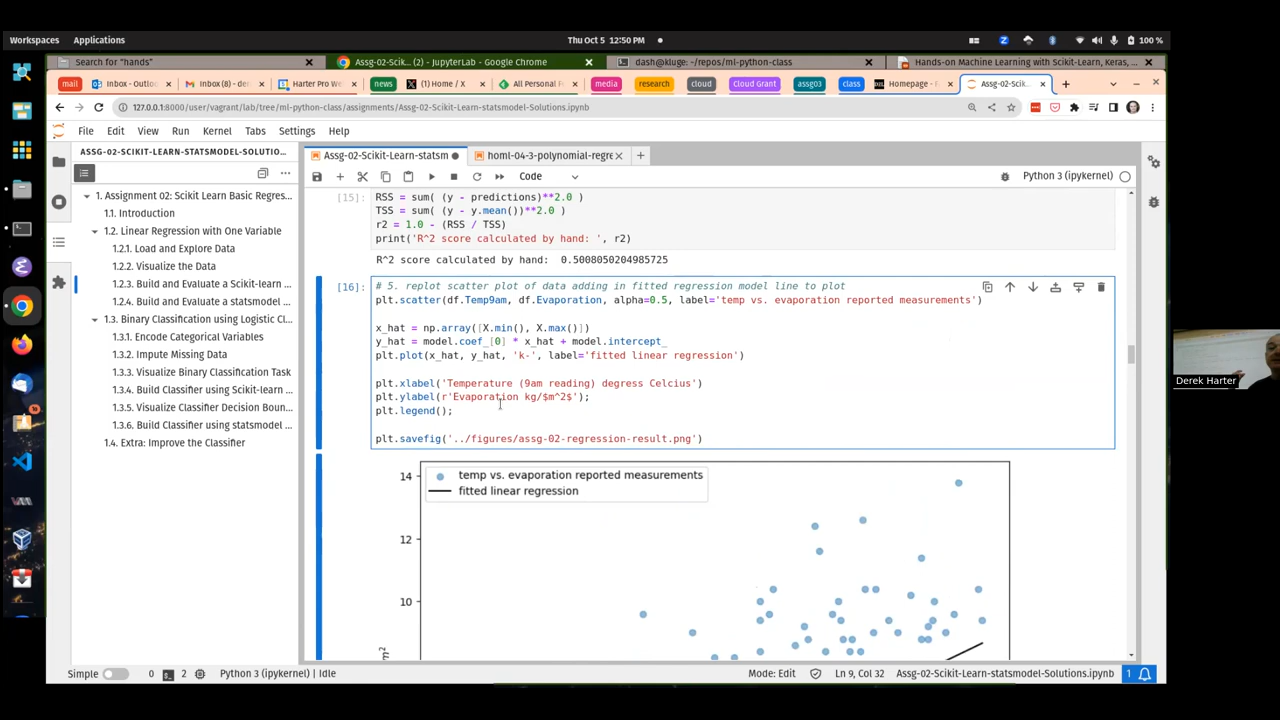 Workspaces Applications Thu Oct 5 12:50 PM 100 %
Search for "hands" Assg-02-Scik... (2) - JupyterLab - Google Chrome dash@kluge: ~/repos/ml-python-class Hands-on Machine Learning with Scikit-Learn, Keras,
mail Inbox - Outloo Inbox (8) - der Harter Pro We news (1) Home / X All Personal F media research cloud Cloud Grant assg03 class Homepage - F Assg-02-Sci
127.0.0.1:8000/user/vagrant/lab/tree/ml-python-class/assignments/Assg-02-Scikit-Learn-statsmodel-Solutions.ipynb
File Edit View Run Kernel Tabs Settings Help
ASSG-02-SCIKIT-LEARN-STATSMODEL-SOLUTIO...
Assg-02-Scikit-Learn-statsm homl-04-3-polynomial-regre
Code Python 3 (ipykernel)
1. Assignment 02: Scikit Learn Basic Regres...
1.1. Introduction
1.2. Linear Regression with One Variable
1.2.1. Load and Explore Data
1.2.2. Visualize the Data
1.2.3. Build and Evaluate a Scikit-learn ...
1.2.4. Build and Evaluate a statsmodel ...
1.3. Binary Classification using Logistic Cl...
1.3.1. Encode Categorical Variables
1.3.2. Impute Missing Data
1.3.3. Visualize Binary Classification Task
1.3.4. Build Classifier using Scikit-learn ...
1.3.5. Visualize Classifier Decision Boun...
1.3.6. Build Classifier using statsmodel ...
1.4. Extra: Improve the Classifier
[15]: RSS = sum( (y - predictions)**2.0 )
TSS = sum( (y - y.mean())**2.0 )
r2 = 1.0 - (RSS / TSS)
print('R^2 score calculated by hand: ', r2)
R^2 score calculated by hand: 0.5008050204985725
[16]: # 5. replot scatter plot of data adding in fitted regression model line to plot
plt.scatter(df.Temp9am, df.Evaporation, alpha=0.5, label='temp vs. evaporation reported measurements')
x_hat = np.array([X.min(), X.max()])
y_hat = model.coef_[0] * x_hat + model.intercept_
plt.plot(x_hat, y_hat, 'k-', label='fitted linear regression')
plt.xlabel('Temperature (9am reading) degress Celcius')
plt.ylabel(r'Evaporation kg/$m^2$');
plt.legend();
plt.savefig('../figures/assg-02-regression-result.png')
temp vs. evaporation reported measurements
fitted linear regression
14
12
10
Derek Harter
Simple 0 2 Python 3 (ipykernel) | Idle Mode: Edit Ln 9, Col 32 Assg-02-Scikit-Learn-statsmodel-Solutions.ipynb 1